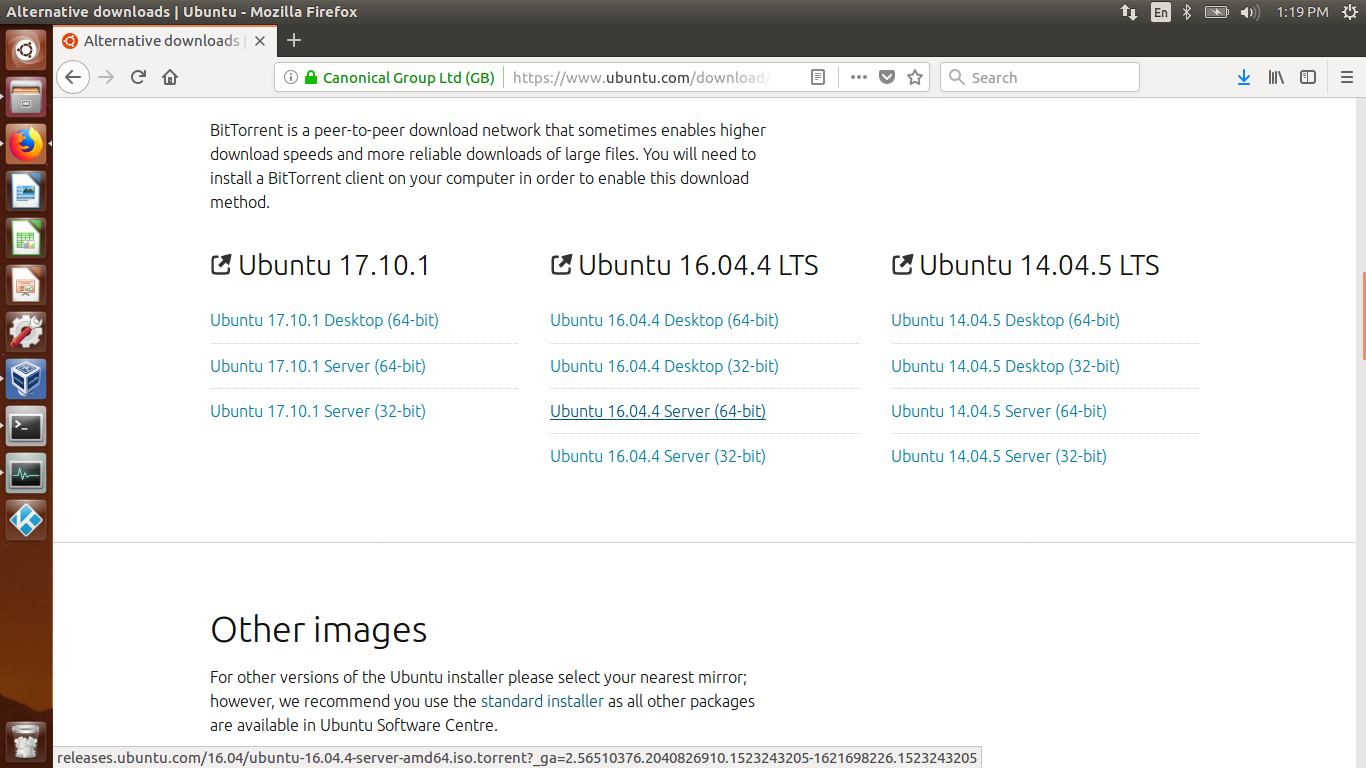 Alternative downloads | Ubuntu - Mozilla Firefox
En
1:19 PM
Alternative downloads |
Canonical Group Ltd (GB)
https://www.ubuntu.com/download/
Search
BitTorrent is a peer-to-peer download network that sometimes enables higher
download speeds and more reliable downloads of large files. You will need to
install a BitTorrent client on your computer in order to enable this download
method.
Ubuntu 17.10.1
Ubuntu 17.10.1 Desktop (64-bit)
Ubuntu 17.10.1 Server (64-bit)
Ubuntu 17.10.1 Server (32-bit)
Ubuntu 16.04.4 LTS
Ubuntu 16.04.4 Desktop (64-bit)
Ubuntu 16.04.4 Desktop (32-bit)
Ubuntu 16.04.4 Server (64-bit)
Ubuntu 16.04.4 Server (32-bit)
Ubuntu 14.04.5 LTS
Ubuntu 14.04.5 Desktop (64-bit)
Ubuntu 14.04.5 Desktop (32-bit)
Ubuntu 14.04.5 Server (64-bit)
Ubuntu 14.04.5 Server (32-bit)
Other images
For other versions of the Ubuntu installer please select your nearest mirror;
however, we recommend you use the standard installer as all other packages
are available in Ubuntu Software Centre.
releases.ubuntu.com/16.04/ubuntu-16.04.4-server-amd64.iso.torrent?_ga=2.56510376.2040826910.1523243205-1621698226.1523243205